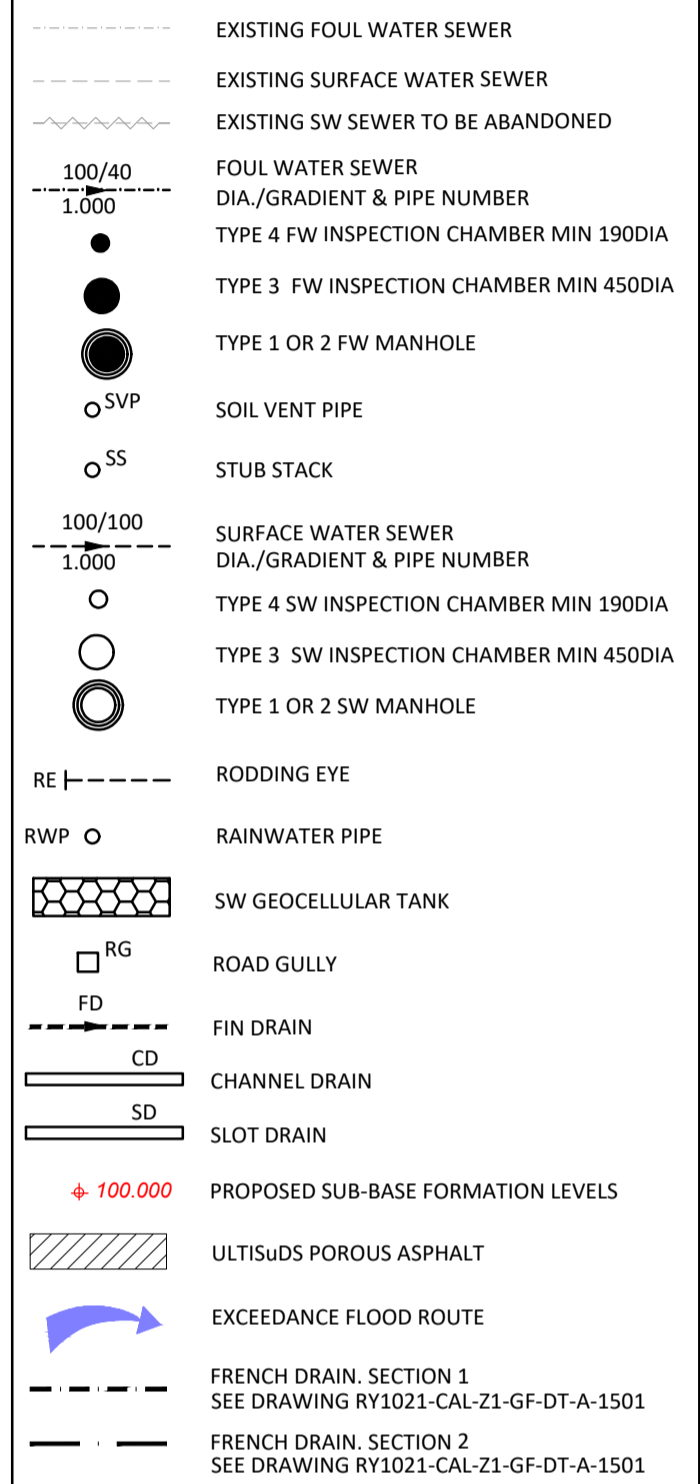 EXISTING FOUL WATER SEWER
EXISTING SURFACE WATER SEWER
EXISTING SW SEWER TO BE ABANDONED
100/40 FOUL WATER SEWER
1.000 DIA./GRADIENT & PIPE NUMBER
TYPE 4 FW INSPECTION CHAMBER MIN 190DIA
TYPE 3 FW INSPECTION CHAMBER MIN 450DIA
TYPE 1 OR 2 FW MANHOLE
SVP SOIL VENT PIPE
SS STUB STACK
100/100 SURFACE WATER SEWER
1.000 DIA./GRADIENT & PIPE NUMBER
TYPE 4 SW INSPECTION CHAMBER MIN 190DIA
TYPE 3 SW INSPECTION CHAMBER MIN 450DIA
TYPE 1 OR 2 SW MANHOLE
RE RODDING EYE
RWP RAINWATER PIPE
SW GEOCELLULAR TANK
RG ROAD GULLY
FD FIN DRAIN
CD CHANNEL DRAIN
SD SLOT DRAIN
100.000 PROPOSED SUB-BASE FORMATION LEVELS
ULTISuDS POROUS ASPHALT
EXCEEDANCE FLOOD ROUTE
FRENCH DRAIN. SECTION 1
SEE DRAWING RY1021-CAL-Z1-GF-DT-A-1501
FRENCH DRAIN. SECTION 2
SEE DRAWING RY1021-CAL-Z1-GF-DT-A-1501